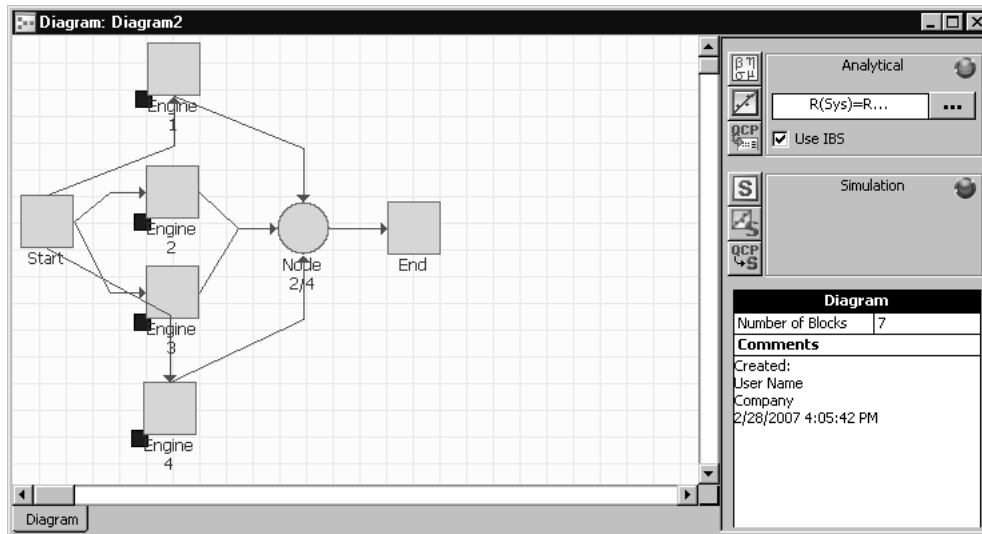 Diagram: Diagram2
Engine
1
Engine
2
Start
Engine
3
Engine
4
Node
2/4
End
Diagram
β η
σ μ
Analytical
R(Sys)=R...
...
QCP
Use IBS
S
Simulation
S
QCP
S
Diagram
Number of Blocks 7
Comments
Created:
User Name
Company
2/28/2007 4:05:42 PM